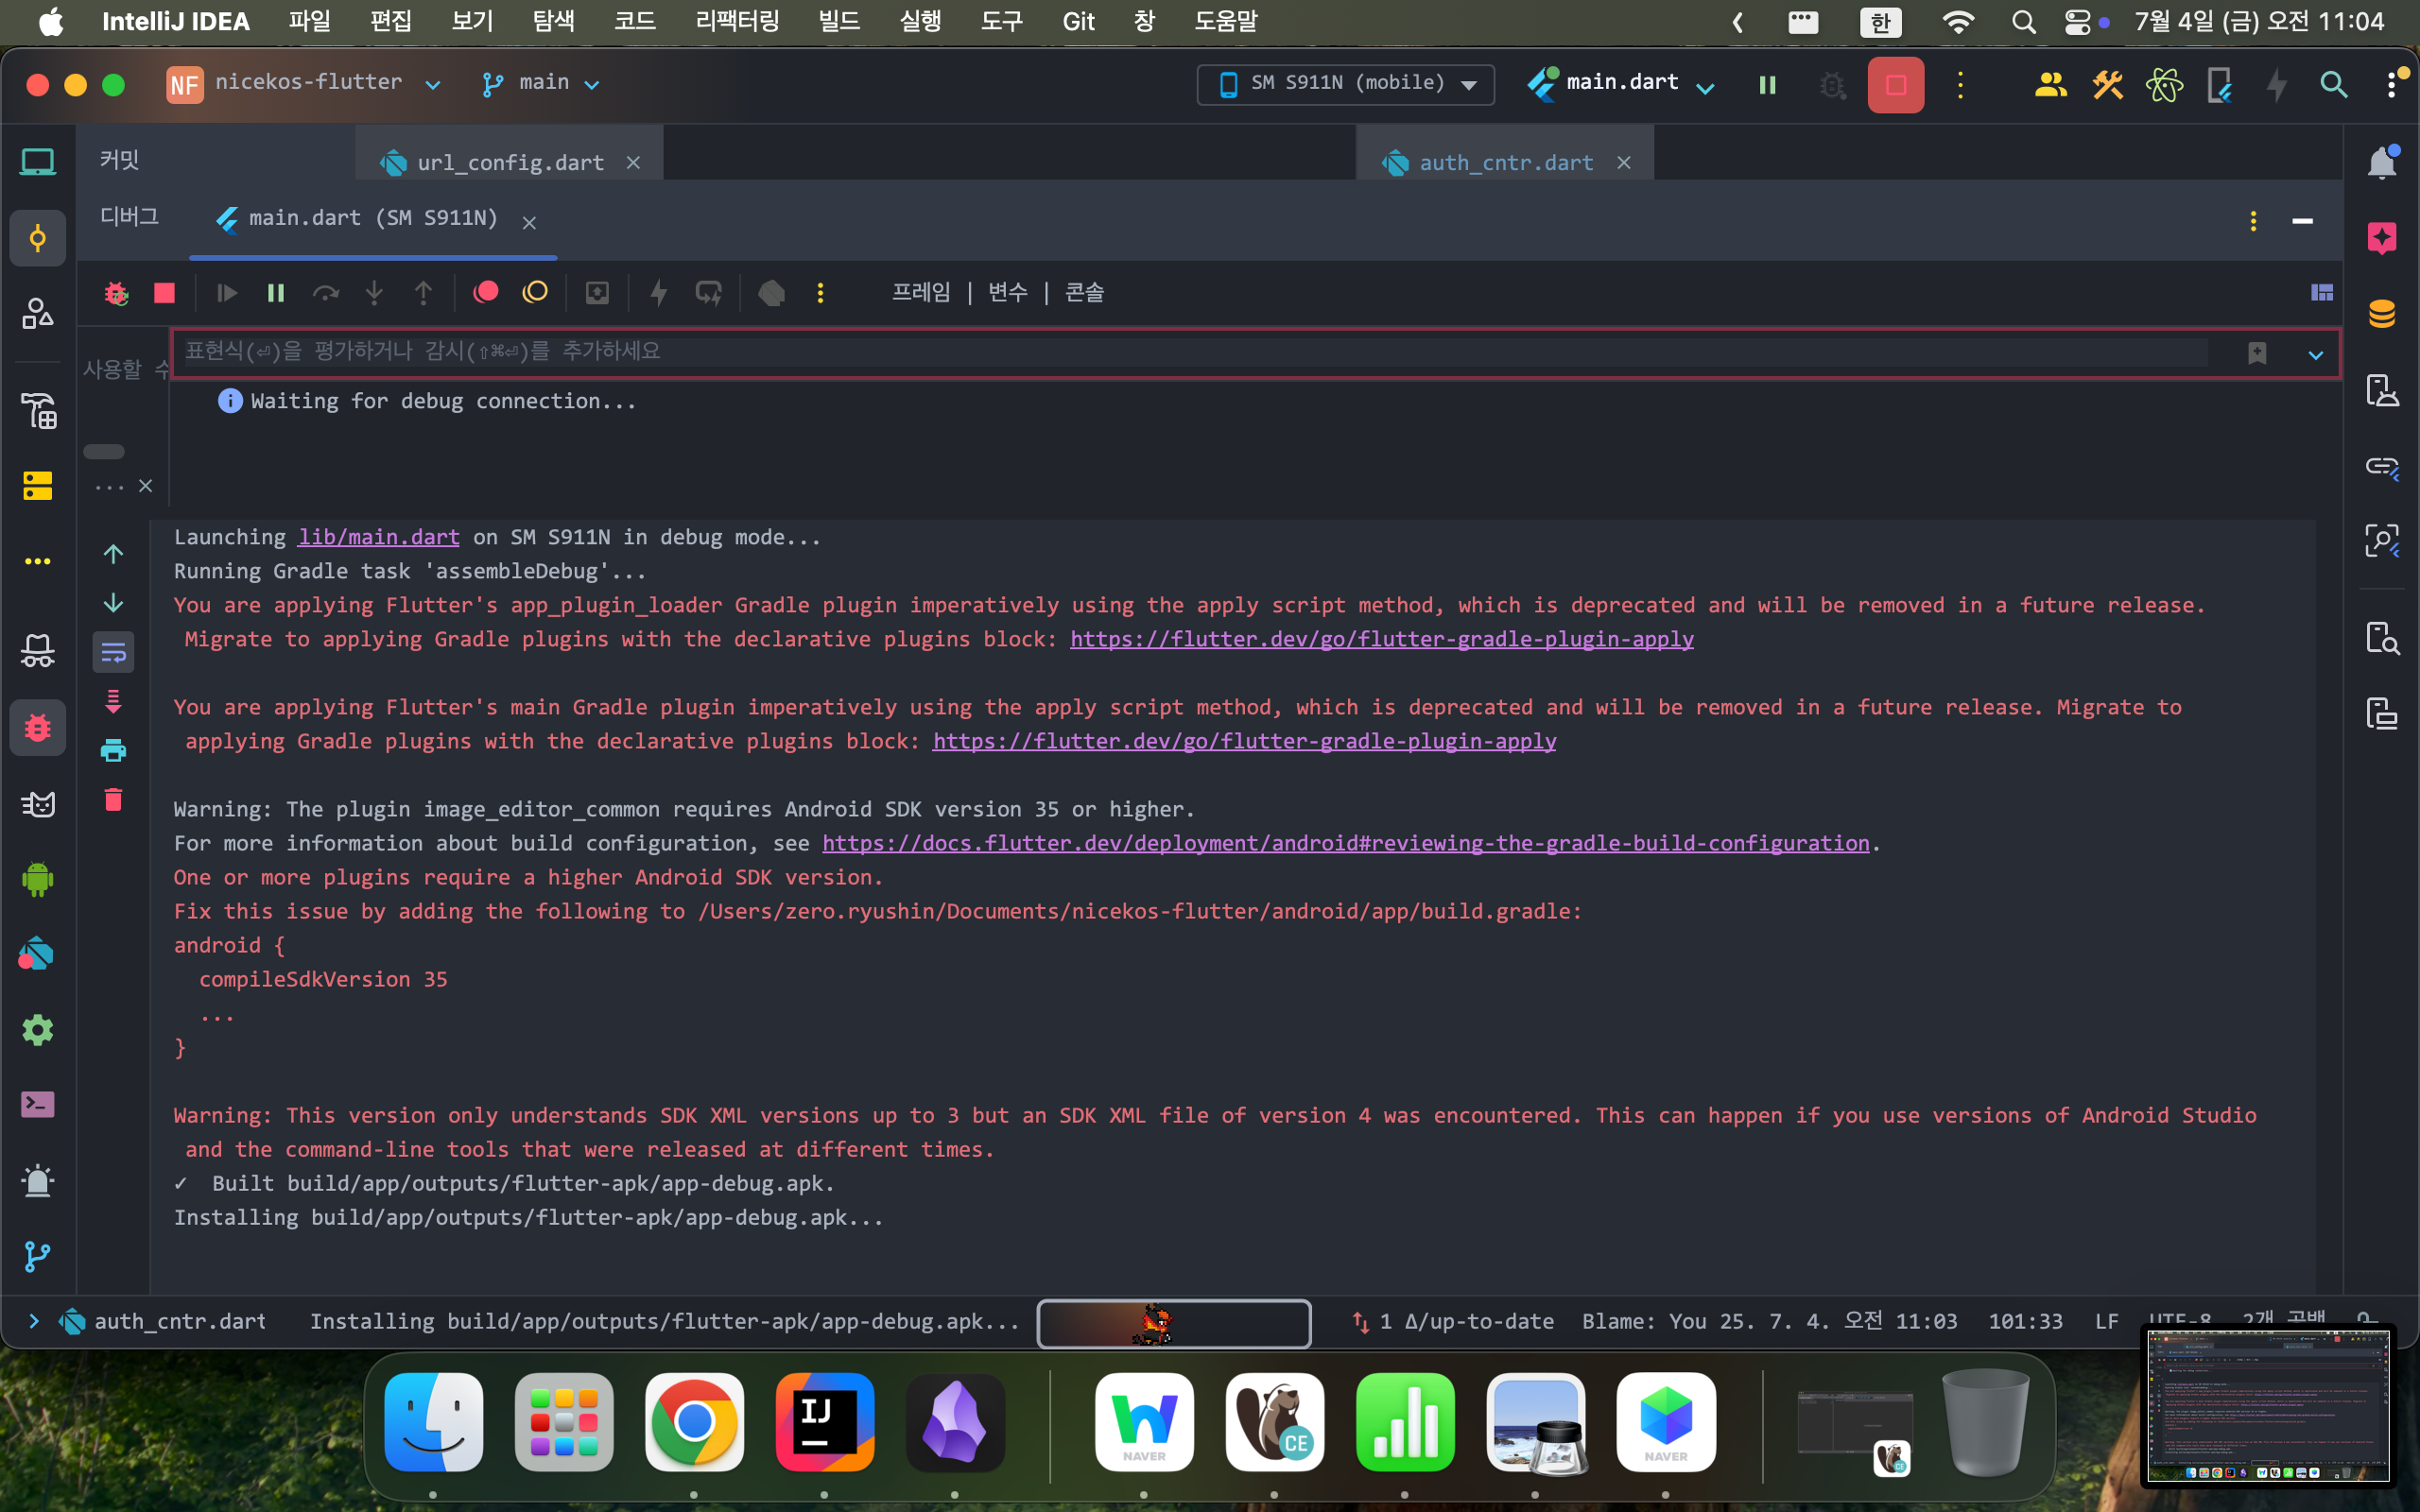 IntelliJ IDEA 파일 편집 보기 탐색 코드 리팩터링 빌드 실행 도구 Git 창 도움말 한 7월 4일 (금) 오전 11:04
NF nicekos-flutter main SM S911N (mobile) main.dart
커밋 url_config.dart auth_cntr.dart
디버그 main.dart (SM S911N)
프레임 | 변수 | 콘솔
표현식(⏎)을 평가하거나 감시(⇧⌘⏎)를 추가하세요
사용할 수
Waiting for debug connection...
...
Launching lib/main.dart on SM S911N in debug mode...
Running Gradle task 'assembleDebug'...
You are applying Flutter's app_plugin_loader Gradle plugin imperatively using the apply script method, which is deprecated and will be removed in a future release.
Migrate to applying Gradle plugins with the declarative plugins block: https://flutter.dev/go/flutter-gradle-plugin-apply
You are applying Flutter's main Gradle plugin imperatively using the apply script method, which is deprecated and will be removed in a future release. Migrate to
applying Gradle plugins with the declarative plugins block: https://flutter.dev/go/flutter-gradle-plugin-apply
Warning: The plugin image_editor_common requires Android SDK version 35 or higher.
For more information about build configuration, see https://docs.flutter.dev/deployment/android#reviewing-the-gradle-build-configuration.
One or more plugins require a higher Android SDK version.
Fix this issue by adding the following to /Users/zero.ryushin/Documents/nicekos-flutter/android/app/build.gradle:
android {
compileSdkVersion 35
...
}
Warning: This version only understands SDK XML versions up to 3 but an SDK XML file of version 4 was encountered. This can happen if you use versions of Android Studio
and the command-line tools that were released at different times.
✓ Built build/app/outputs/flutter-apk/app-debug.apk.
Installing build/app/outputs/flutter-apk/app-debug.apk...
auth_cntr.dart Installing build/app/outputs/flutter-apk/app-debug.apk... 1 Δ/up-to-date Blame: You 25. 7. 4. 오전 11:03 101:33 LF UTF-8 2개 공백
IJ NAVER CE NAVER CE